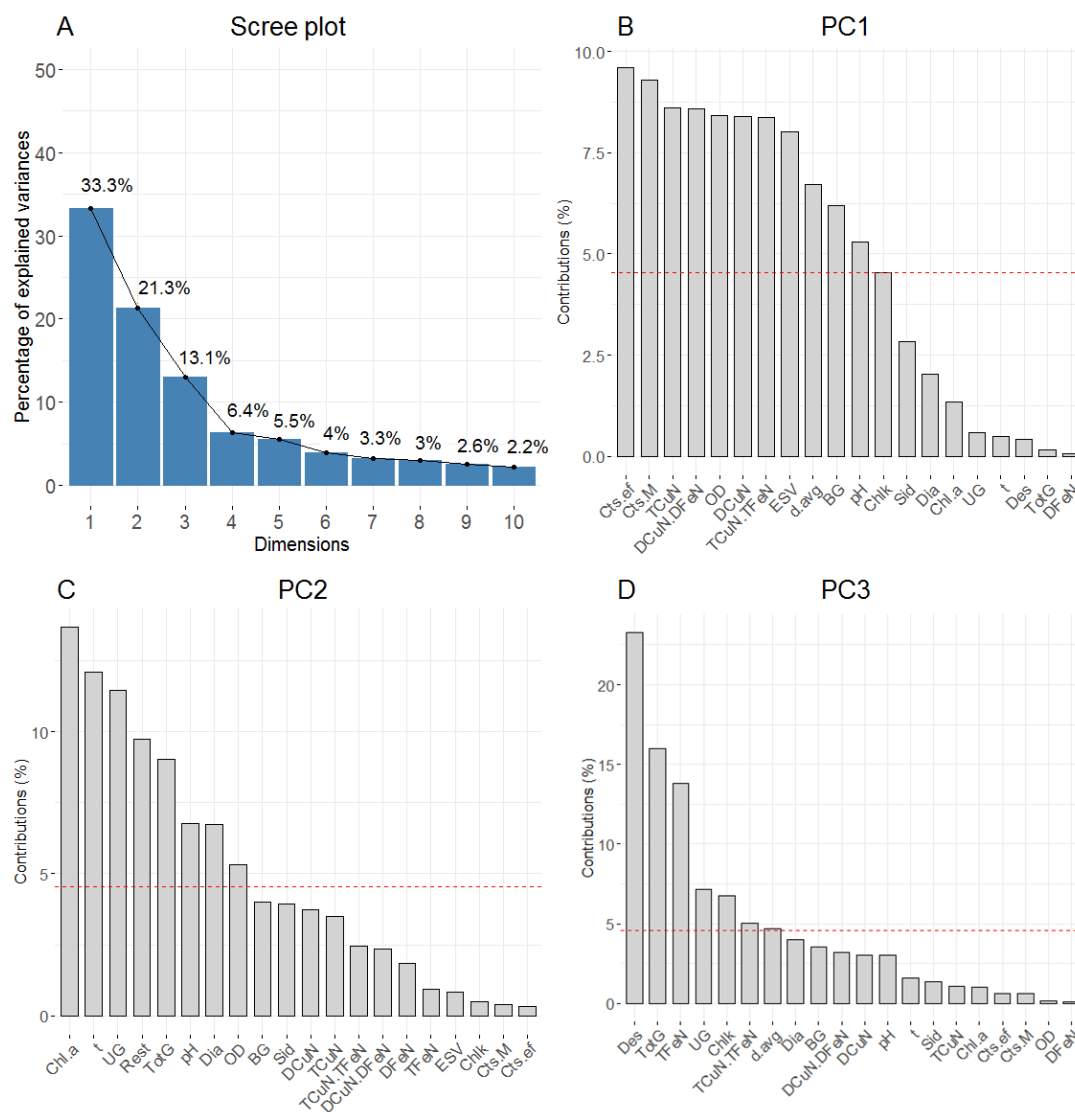 A
Scree plot
Percentage of explained variances
50
40
30
20
10
0
33.3%
21.3%
13.1%
6.4%
5.5%
4%
3.3%
3%
2.6%
2.2%
1 2 3 4 5 6 7 8 9 10
Dimensions
B
PC1
Contributions (%)
10.0
7.5
5.0
2.5
0.0
Cts.ef Cts.M TCuN DCuN.DFeN OD DCuN TCuN.TFeN ESV d.avg BG pH Chlk Sid Dia Chl.a UG t Des TotG DFeN
C
PC2
Contributions (%)
10
5
0
Chl.a t UG Rest TotG pH Dia OD BG Sid DCuN TCuN TCuN.TFeN DCuN.DFeN DFeN TFeN ESV Chlk Cts.M Cts.ef
D
PC3
Contributions (%)
20
15
10
5
0
Des TotG TFeN UG Chlk TCuN.TFeN d.avg Dia BG DCuN.DFeN DCuN pH t Sid TCuN Chl.a Cts.ef Cts.M OD DFeN